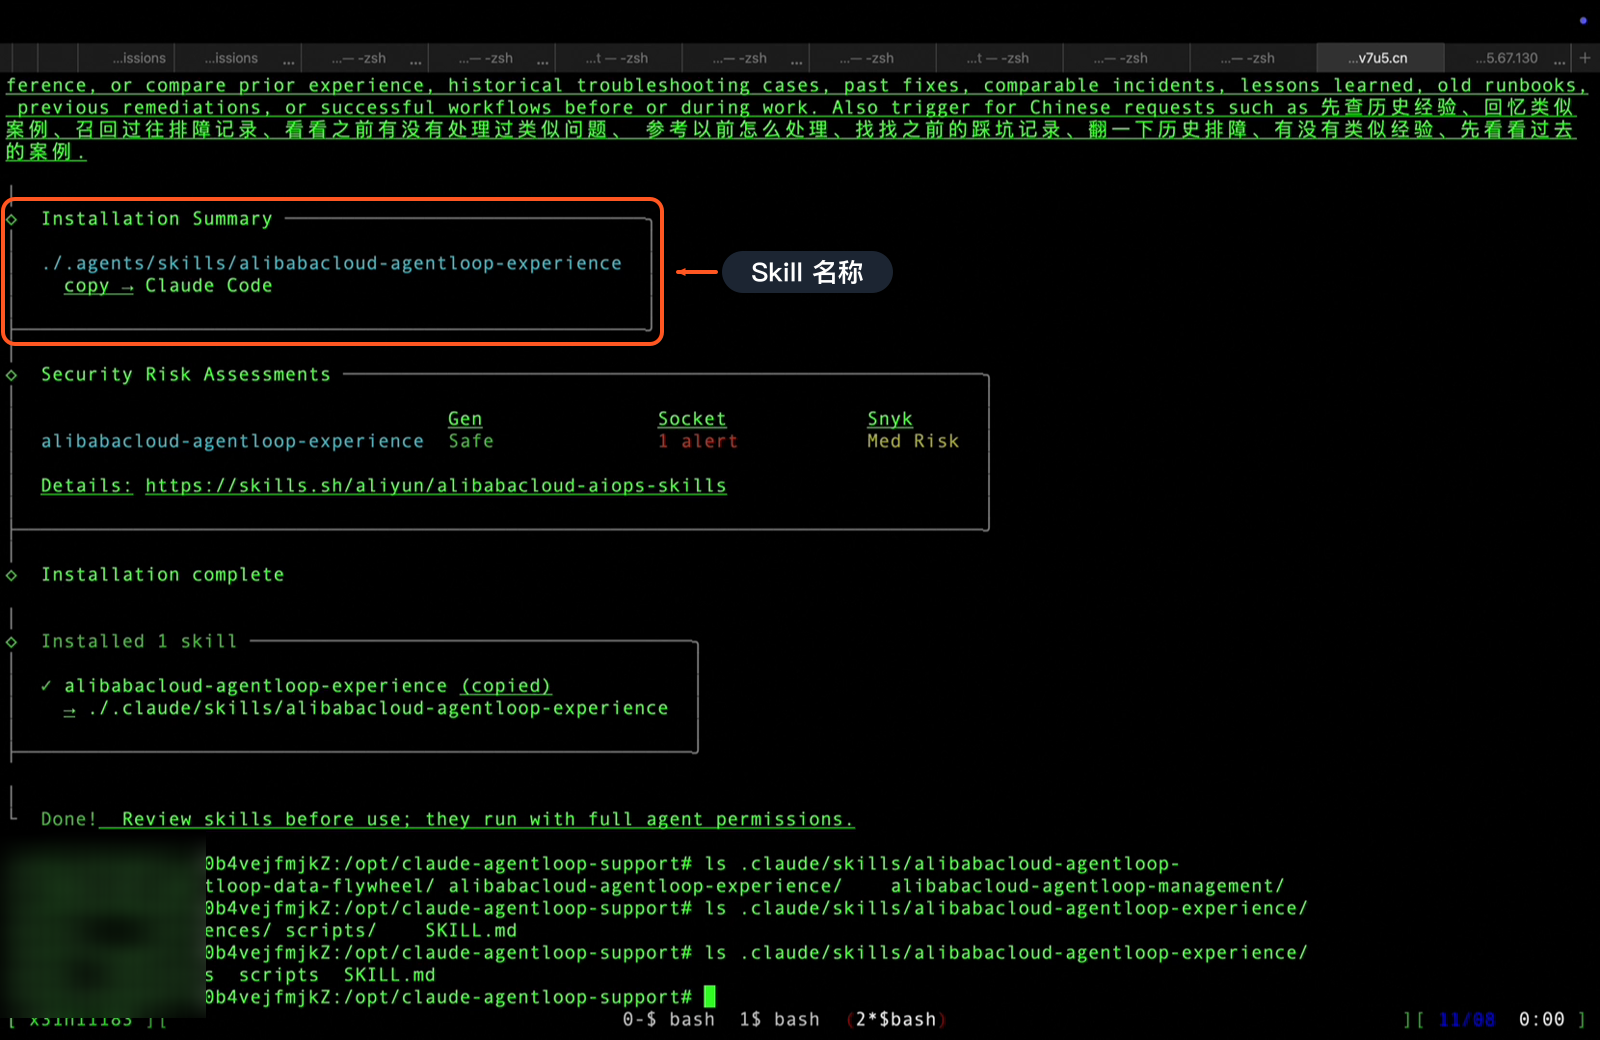 ...issions ...issions ... ...— -zsh ... ...— -zsh ... ...t — -zsh ...— -zsh ... ...— -zsh ...t — -zsh ...— -zsh ...— -zsh ...v7u5.cn ...5.67.130 ... +
ference, or compare prior experience, historical troubleshooting cases, past fixes, comparable incidents, lessons learned, old runbooks,
previous remediations, or successful workflows before or during work. Also trigger for Chinese requests such as 先查历史经验、回忆类似
案例、召回过往排障记录、看看之前有没有处理过类似问题、 参考以前怎么处理、找找之前的踩坑记录、翻一下历史排障、有没有类似经验、先看看过去
的案例.
◇ Installation Summary
./.agents/skills/alibabacloud-agentloop-experience
copy → Claude Code
Skill 名称
◇ Security Risk Assessments
Gen Socket Snyk
alibabacloud-agentloop-experience Safe 1 alert Med Risk
Details: https://skills.sh/aliyun/alibabacloud-aiops-skills
◇ Installation complete
◇ Installed 1 skill
✓ alibabacloud-agentloop-experience (copied)
→ ./.claude/skills/alibabacloud-agentloop-experience
Done! Review skills before use; they run with full agent permissions.
0b4vejfmjkZ:/opt/claude-agentloop-support# ls .claude/skills/alibabacloud-agentloop-
tloop-data-flywheel/ alibabacloud-agentloop-experience/ alibabacloud-agentloop-management/
0b4vejfmjkZ:/opt/claude-agentloop-support# ls .claude/skills/alibabacloud-agentloop-experience/
ences/ scripts/ SKILL.md
0b4vejfmjkZ:/opt/claude-agentloop-support# ls .claude/skills/alibabacloud-agentloop-experience/
s scripts SKILL.md
0b4vejfmjkZ:/opt/claude-agentloop-support#
[ ][ 0-$ bash 1$ bash (2*$bash) ][ 11/08 0:00 ]